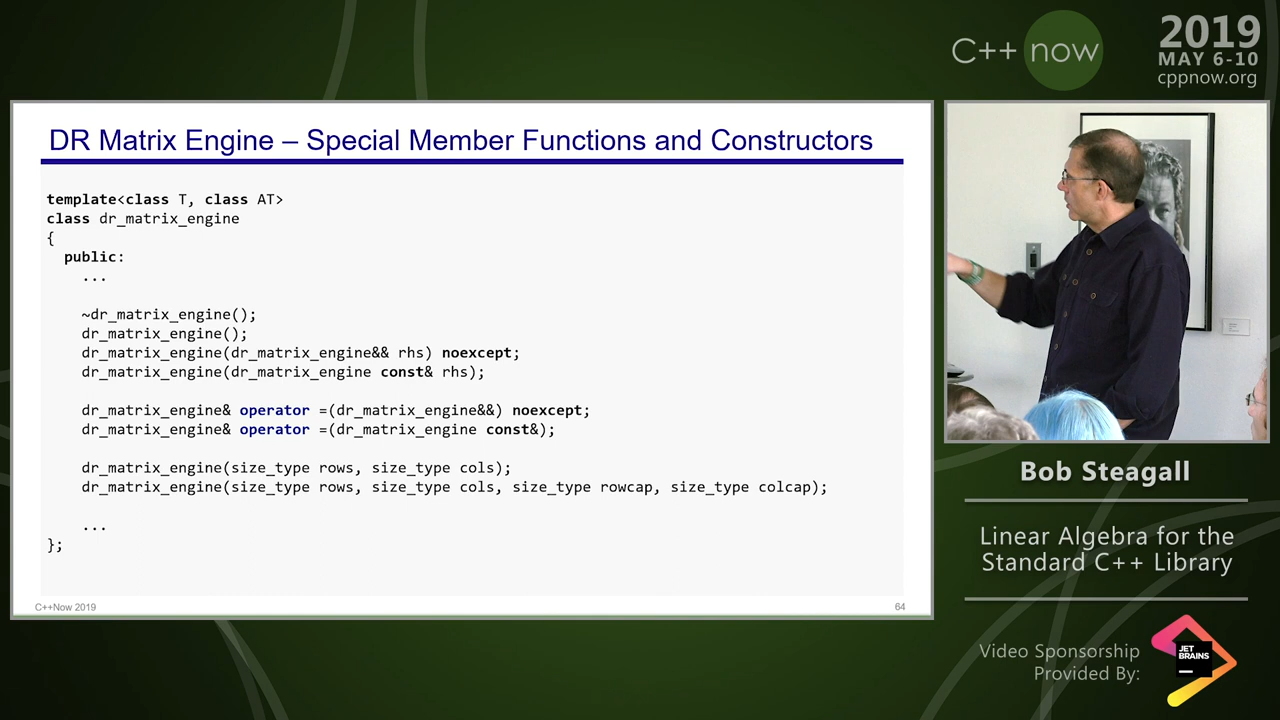 C++ now
2019
MAY 6-10
cppnow.org
DR Matrix Engine – Special Member Functions and Constructors
template<class T, class AT>
class dr_matrix_engine
{
public:
...
~dr_matrix_engine();
dr_matrix_engine();
dr_matrix_engine(dr_matrix_engine&& rhs) noexcept;
dr_matrix_engine(dr_matrix_engine const& rhs);
dr_matrix_engine& operator =(dr_matrix_engine&&) noexcept;
dr_matrix_engine& operator =(dr_matrix_engine const&);
dr_matrix_engine(size_type rows, size_type cols);
dr_matrix_engine(size_type rows, size_type cols, size_type rowcap, size_type colcap);
...
};
C++Now 2019
64
Bob Steagall
Linear Algebra for the
Standard C++ Library
Video Sponsorship
Provided By:
JET
BRAINS